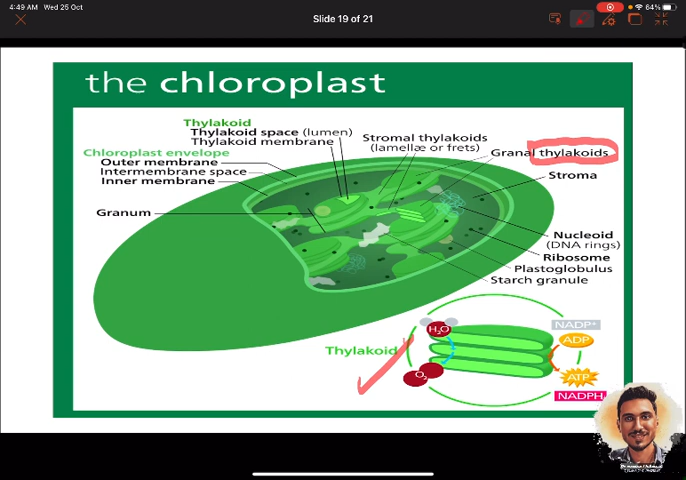 4:49 AM Wed 25 Oct
64%
Slide 19 of 21
the chloroplast
Thylakoid
Thylakoid space (lumen)
Thylakoid membrane
Stromal thylakoids
(lamellæ or frets)
Granal thylakoids
Chloroplast envelope
Outer membrane
Intermembrane space
Inner membrane
Stroma
Granum
Nucleoid
(DNA rings)
Ribosome
Plastoglobulus
Starch granule
Thylakoid
H₂O
O₂
NADP⁺
ADP
ATP
NADPH